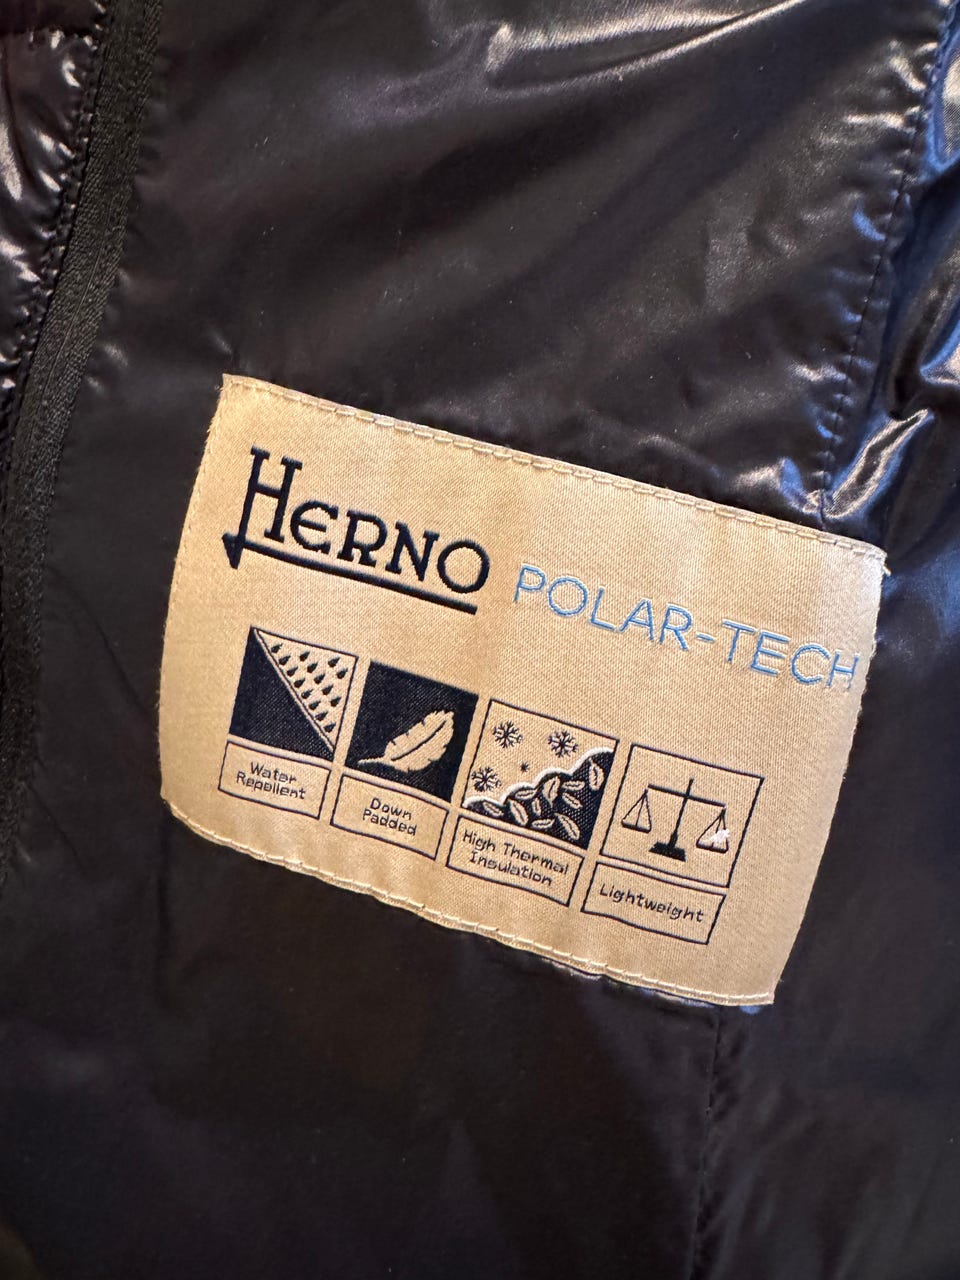 HERNO POLAR-TECH
Water
Repellent
Down
Padded
High Thermal
Insulation
Lightweight